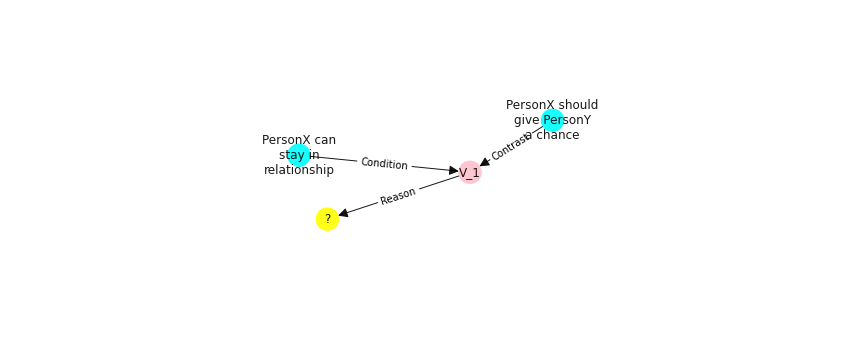 PersonX should
give PersonY
a chance
PersonX can
stay in
relationship
Contrast
Condition
V_1
Reason
?